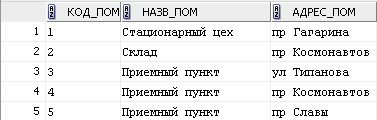 КОД_ПОМ НАЗВ_ПОМ АДРЕС_ПОМ
1 1 Стационарный цех пр Гагарина
2 2 Склад пр Космонавтов
3 3 Приемный пункт ул Типанова
4 4 Приемный пункт пр Космонавтов
5 5 Приемный пункт пр Славы